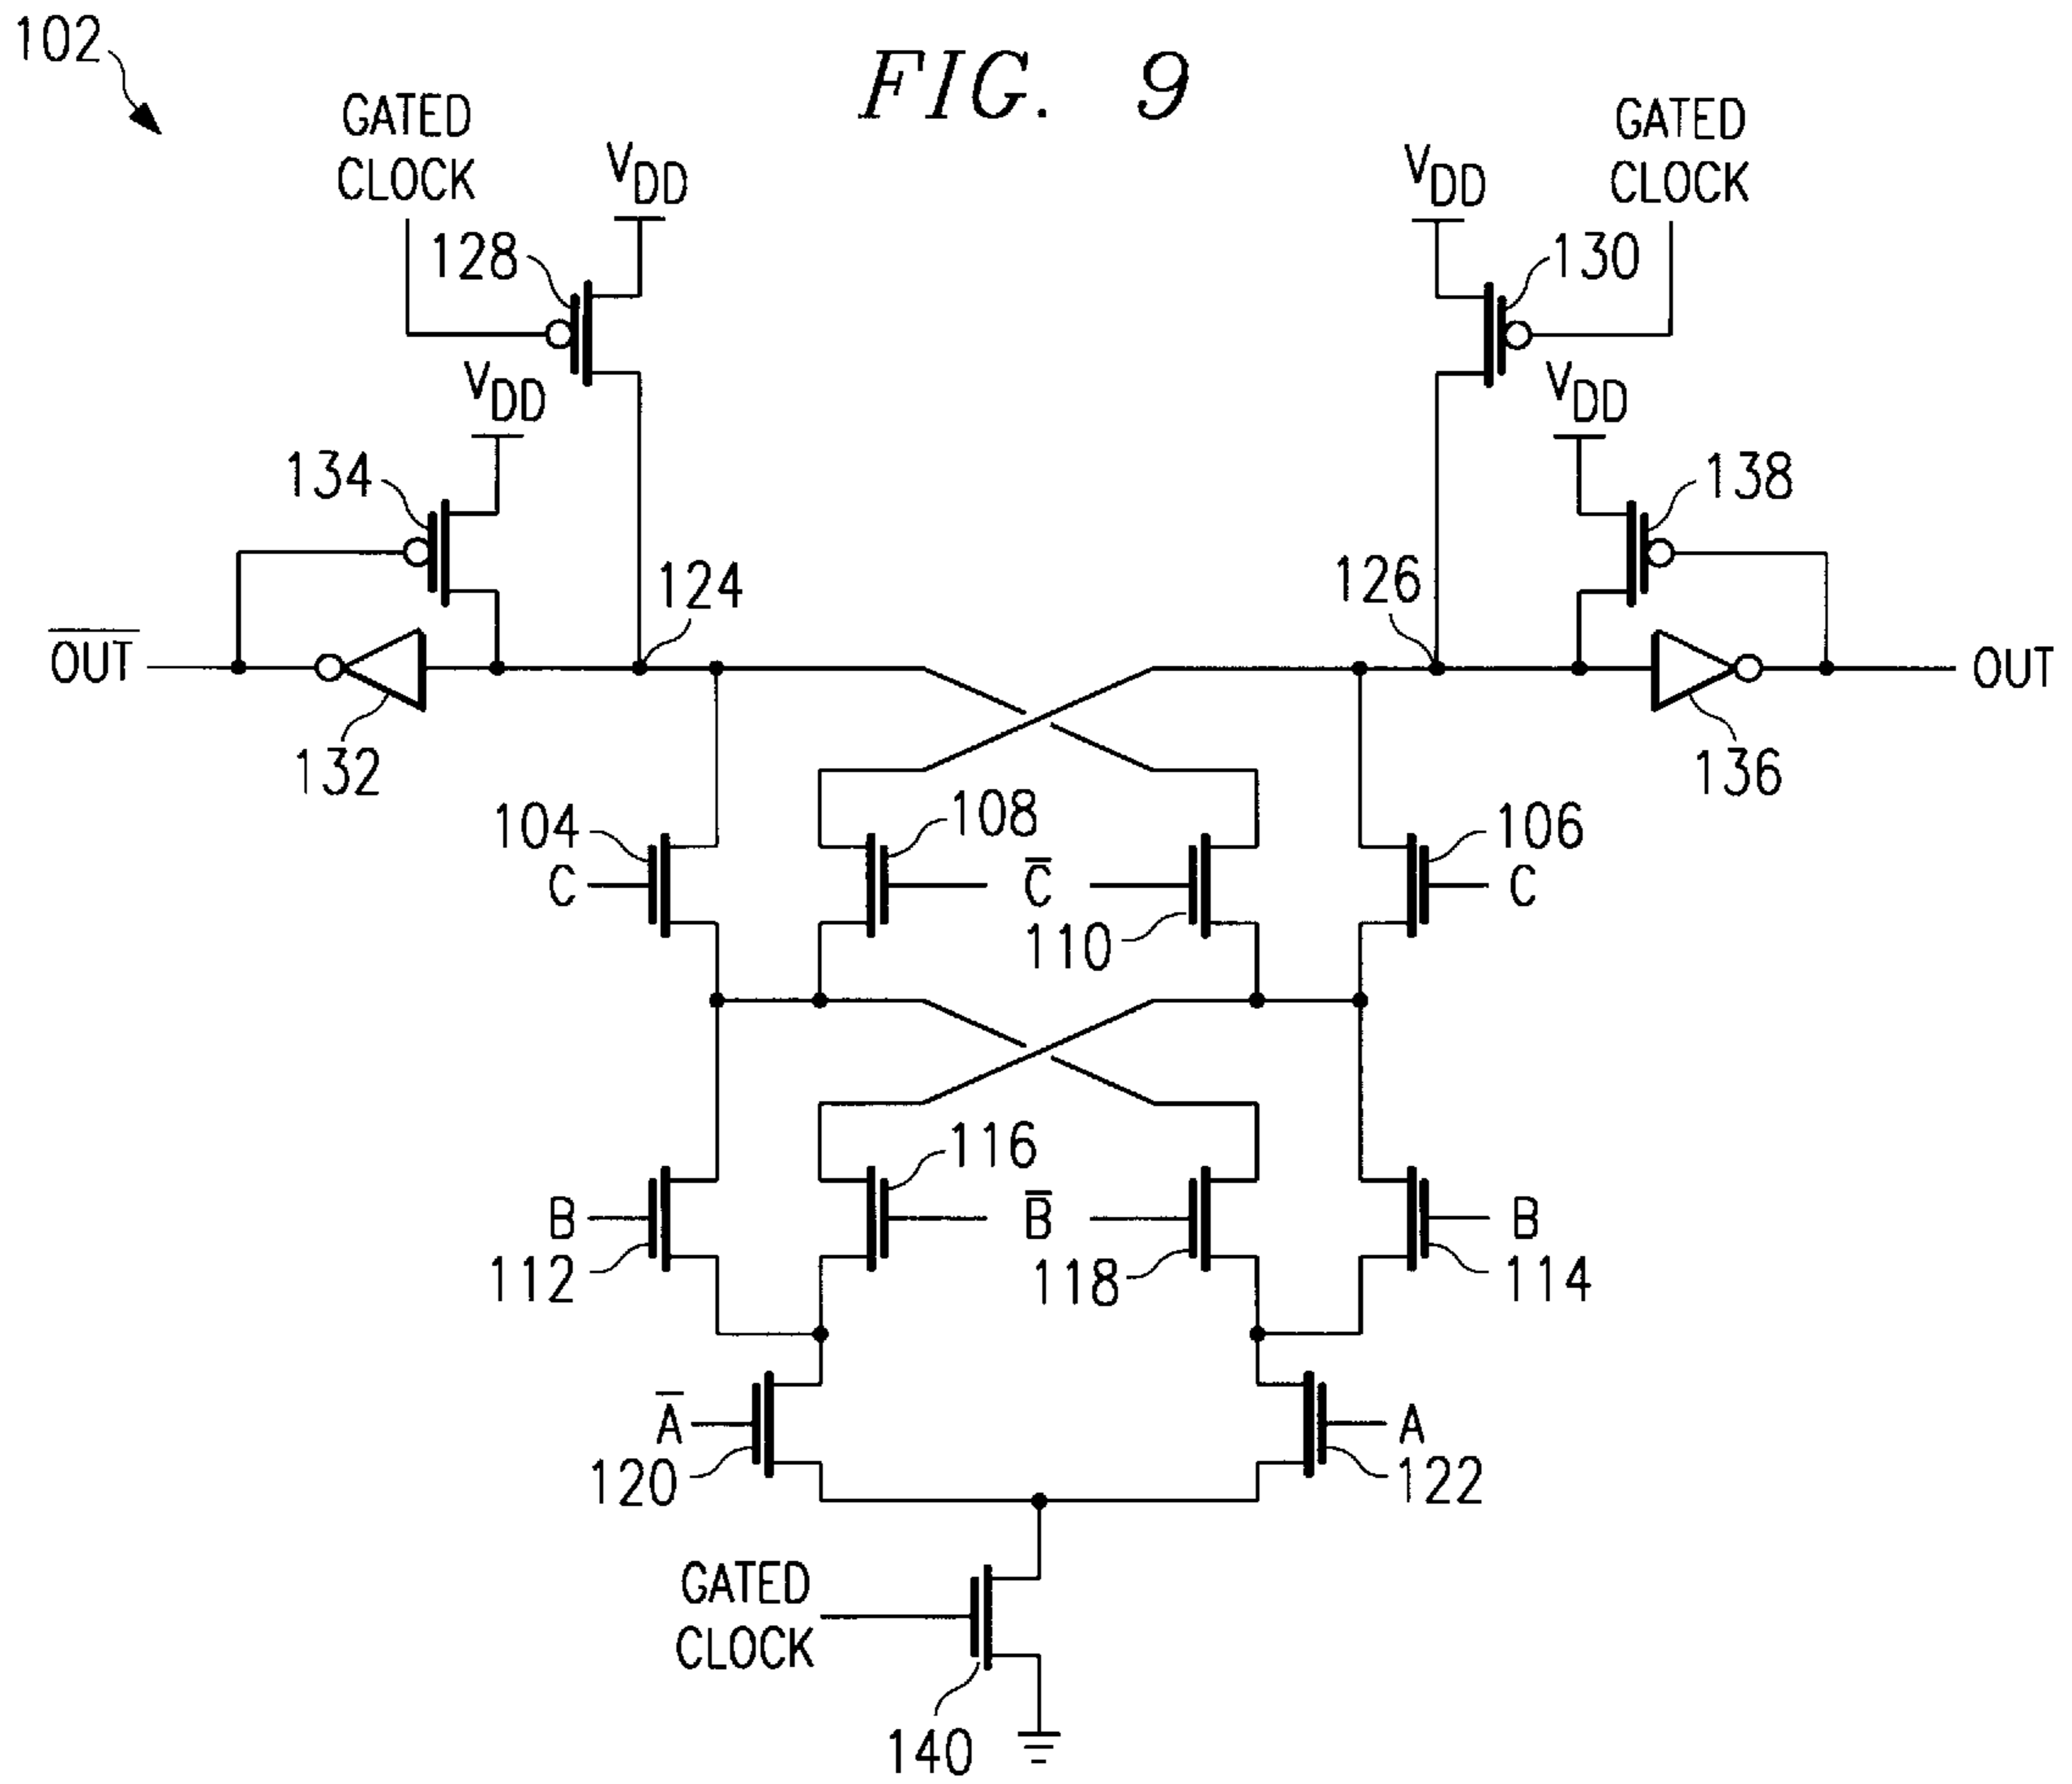 102
FIG. 9
GATED
CLOCK
GATED
CLOCK
VDD
VDD
128
130
VDD
VDD
134
138
124
126
O̅U̅T̅
OUT
132
136
104
108
106
C
C̅
C
110
116
B
B̅
B
112
118
114
A̅
A
120
122
GATED
CLOCK
140